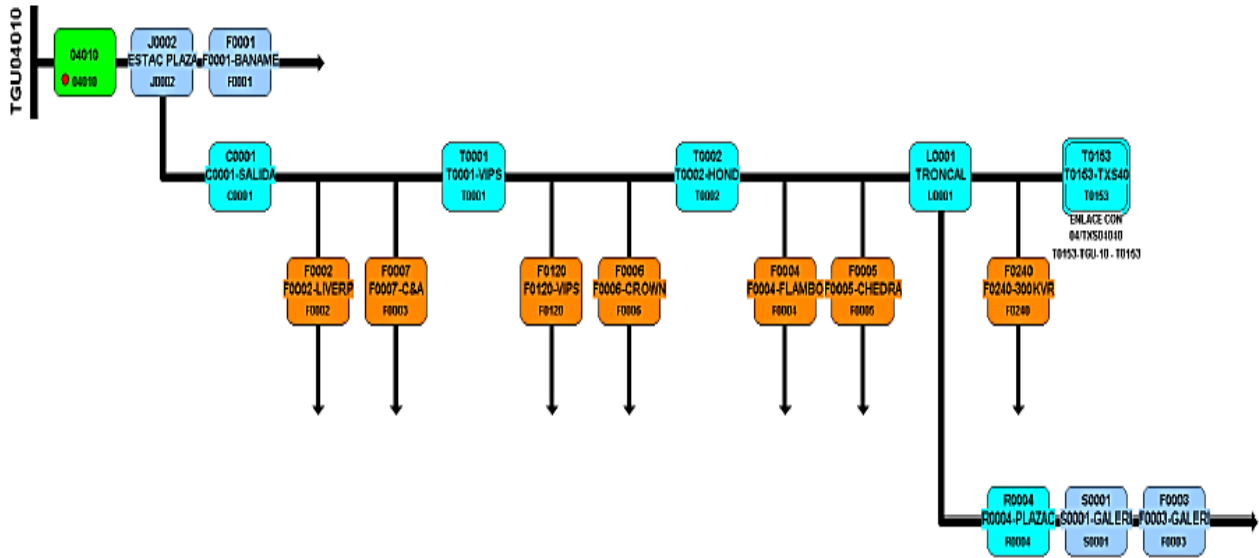 TGU04010
04010
04010
J0002
ESTAC PLAZA
J0002
F0001
F0001-BANAME
F0001
C0001
C0001-SALIDA
C0001
T0001
T0001-VIPS
T0001
T0002
T0002-HOND
T0002
L0001
TRONCAL
L0001
T0153
T0153-TXS40
T0153
ENLACE CON
04/TXS04040
T0153-TGU-10 - T0153
F0002
F0002-LIVERP
F0002
F0007
F0007-C&A
F0003
F0120
F0120-VIPS
F0120
F0006
F0006-CROWN
F0006
F0004
F0004-FLAMBO
F0004
F0005
F0005-CHEDRA
F0005
F0240
F0240-300KVR
F0240
R0004
R0004-PLAZAC
R0004
S0001
S0001-GALERI
S0001
F0003
F0003-GALERI
F0003